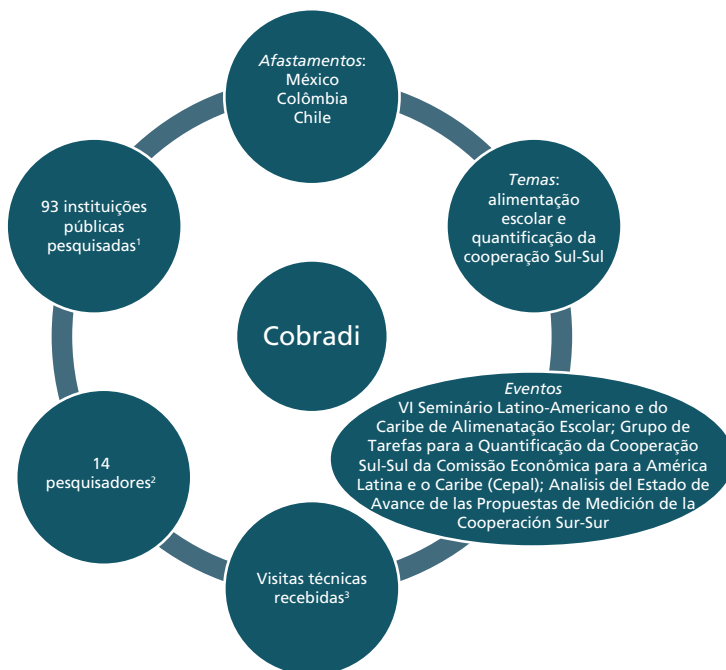 Afastamentos:
México
Colômbia
Chile
Temas:
alimentação
escolar e
quantificação da
cooperação Sul-Sul
Eventos
VI Seminário Latino-Americano e do
Caribe de Alimenatação Escolar; Grupo de
Tarefas para a Quantificação da Cooperação
Sul-Sul da Comissão Econômica para a América
Latina e o Caribe (Cepal); Analisis del Estado de
Avance de las Propuestas de Medición de la
Cooperación Sur-Sur
Visitas técnicas
recebidas³
14
pesquisadores²
93 instituições
públicas
pesquisadas¹
Cobradi